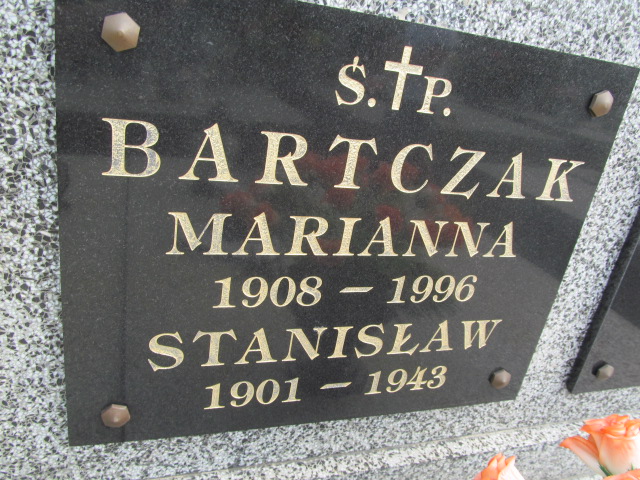 Ś. P.
BARTCZAK
MARIANNA
1908 – 1996
STANISŁAW
1901 – 1943